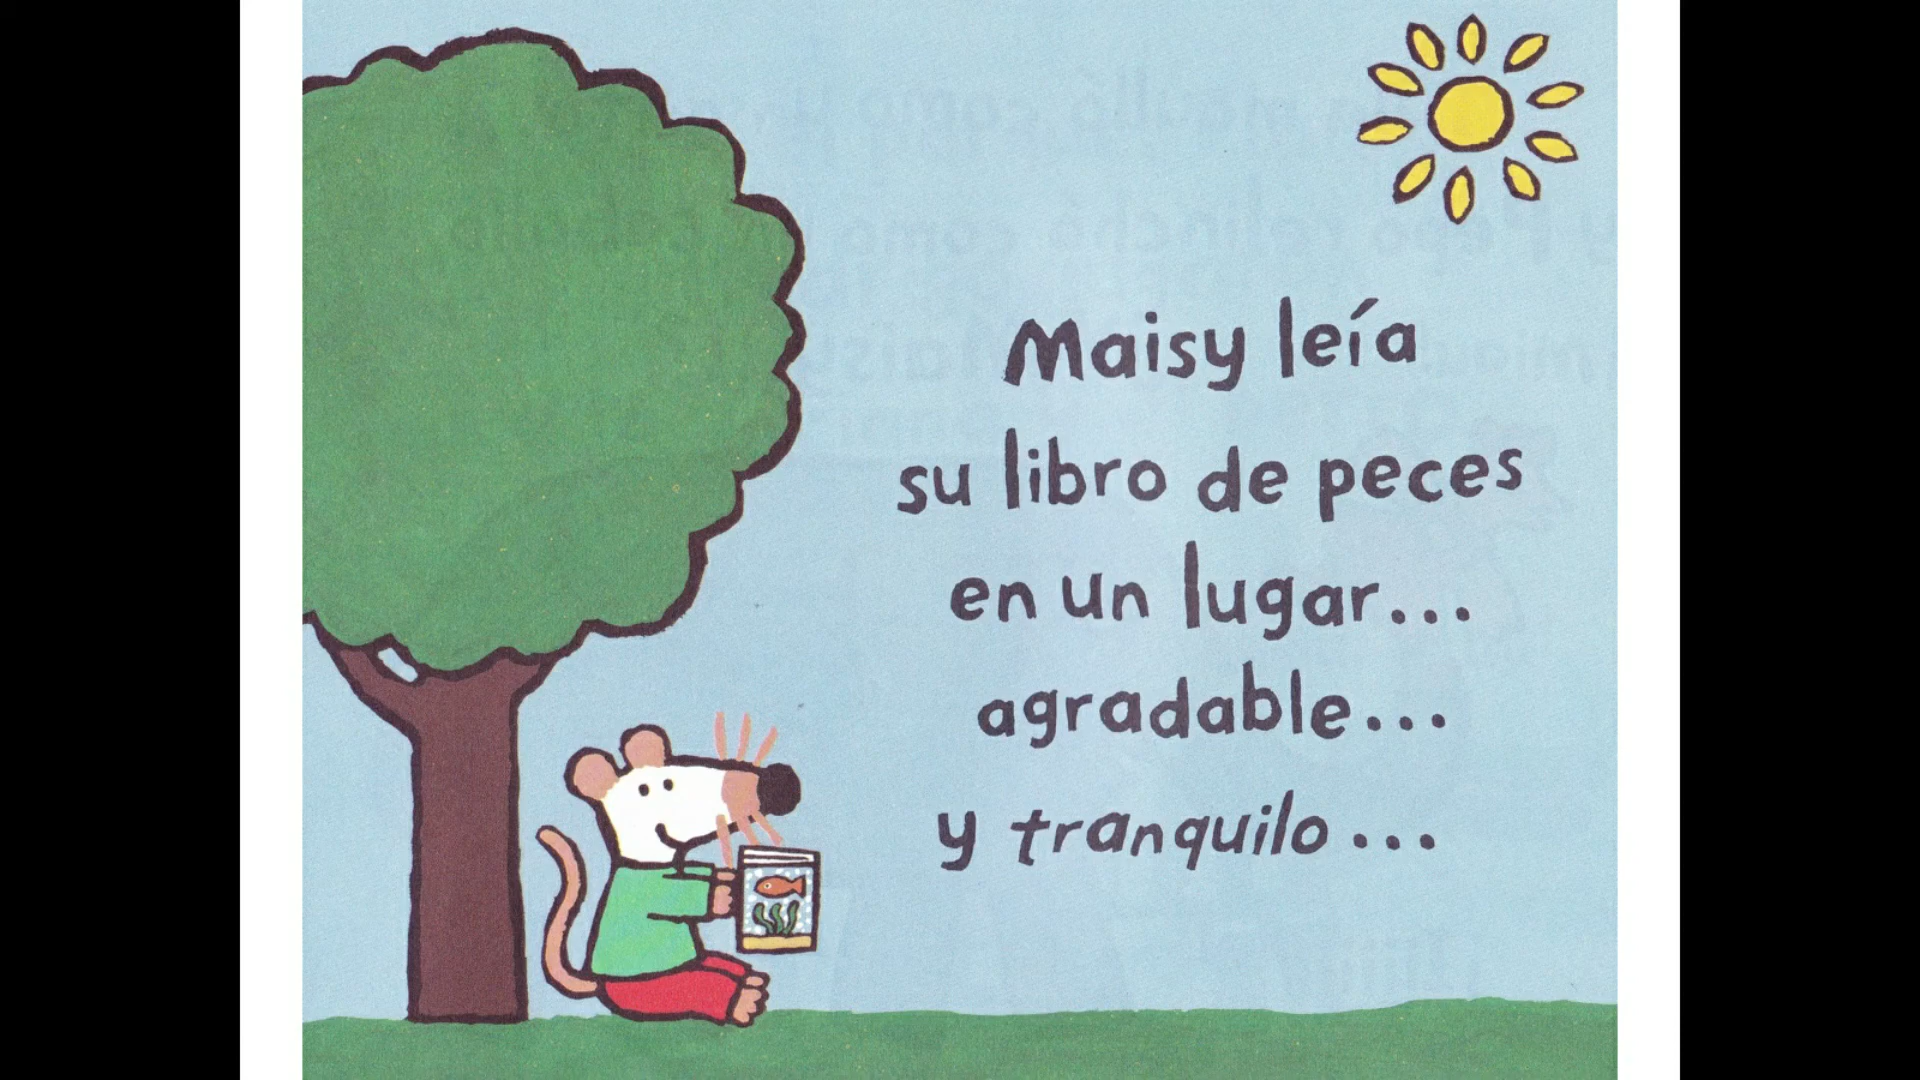 Maisy leía
su libro de peces
en un lugar...
agradable...
y tranquilo...